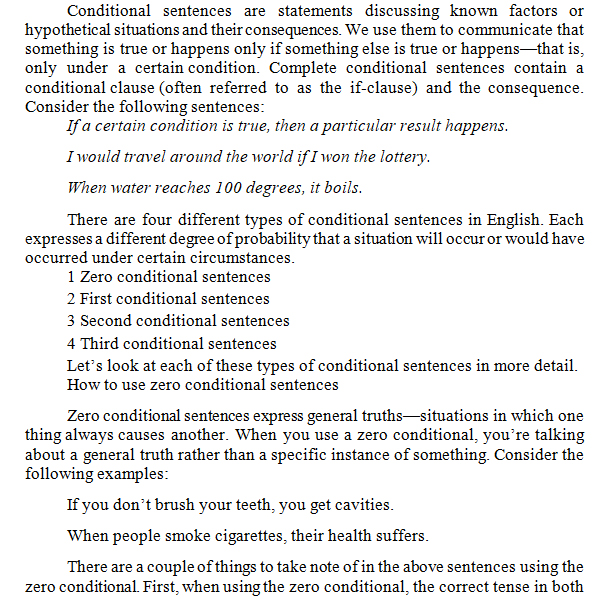 Conditional sentences are statements discussing known factors or
hypothetical situations and their consequences. We use them to communicate that
something is true or happens only if something else is true or happens—that is,
only under a certain condition. Complete conditional sentences contain a
conditional clause (often referred to as the if-clause) and the consequence.
Consider the following sentences:
If a certain condition is true, then a particular result happens.
I would travel around the world if I won the lottery.
When water reaches 100 degrees, it boils.
There are four different types of conditional sentences in English. Each
expresses a different degree of probability that a situation will occur or would have
occurred under certain circumstances.
1 Zero conditional sentences
2 First conditional sentences
3 Second conditional sentences
4 Third conditional sentences
Let's look at each of these types of conditional sentences in more detail.
How to use zero conditional sentences
Zero conditional sentences express general truths—situations in which one
thing always causes another. When you use a zero conditional, you're talking
about a general truth rather than a specific instance of something. Consider the
following examples:
If you don't brush your teeth, you get cavities.
When people smoke cigarettes, their health suffers.
There are a couple of things to take note of in the above sentences using the
zero conditional. First, when using the zero conditional, the correct tense in both